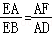 EA/EB = AF/AD